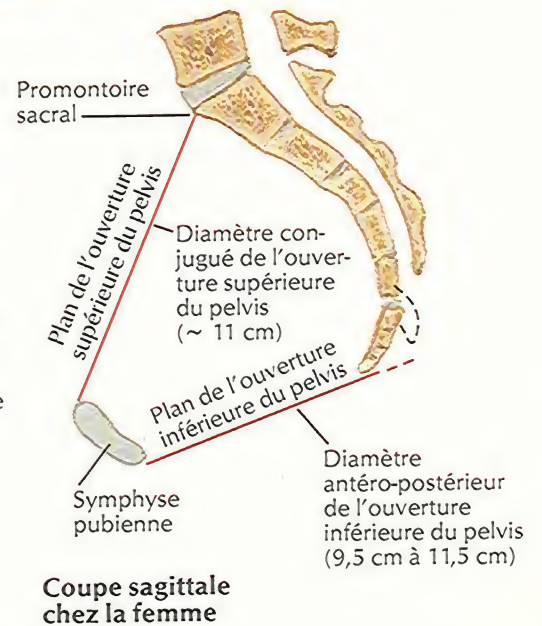 Promontoire
sacral
Plan de l'ouverture
supérieure du pelvis
Diamètre con-
jugué de l'ouver-
ture supérieure
du pelvis
(~ 11 cm)
Plan de l'ouverture
inférieure du pelvis
e
Symphyse
pubienne
Diamètre
antéro-postérieur
de l'ouverture
inférieure du pelvis
(9,5 cm à 11,5 cm)
Coupe sagittale
chez la femme